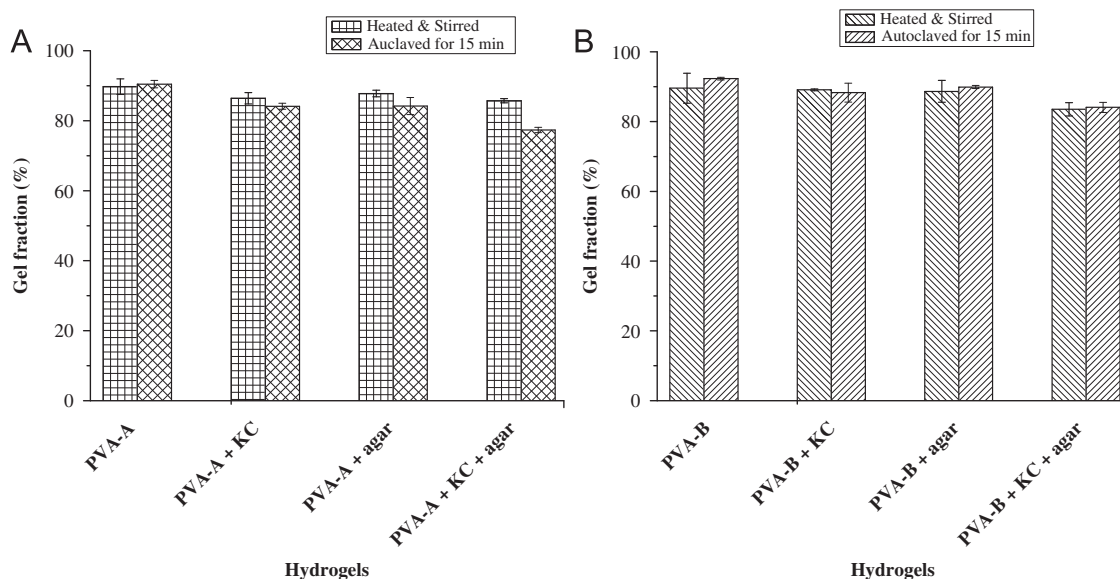 A
Heated & Stirred
Auclaved for 15 min
100
80
60
40
20
0
Gel fraction (%)
PVA-A
PVA-A + KC
PVA-A + agar
PVA-A + KC + agar
Hydrogels
B
Heated & Stirred
Autoclaved for 15 min
100
80
60
40
20
0
Gel fraction (%)
PVA-B
PVA-B + KC
PVA-B + agar
PVA-B + KC + agar
Hydrogels